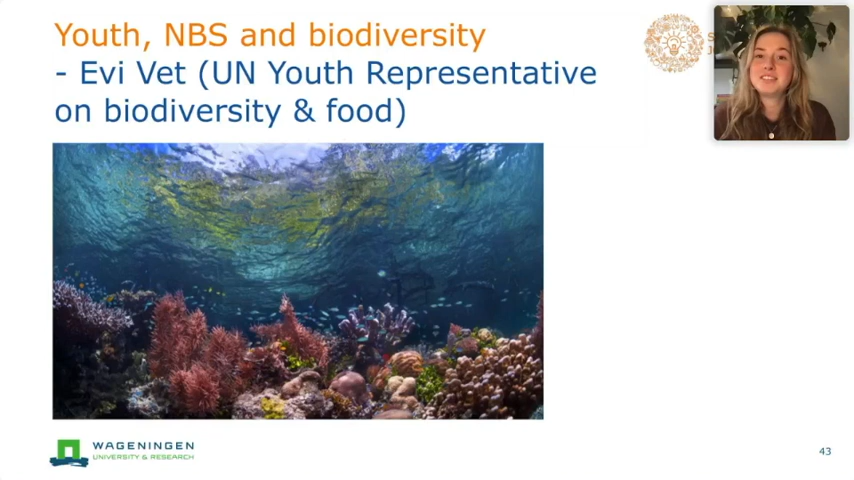 Youth, NBS and biodiversity
- Evi Vet (UN Youth Representative
on biodiversity & food)
WAGENINGEN
UNIVERSITY & RESEARCH
43